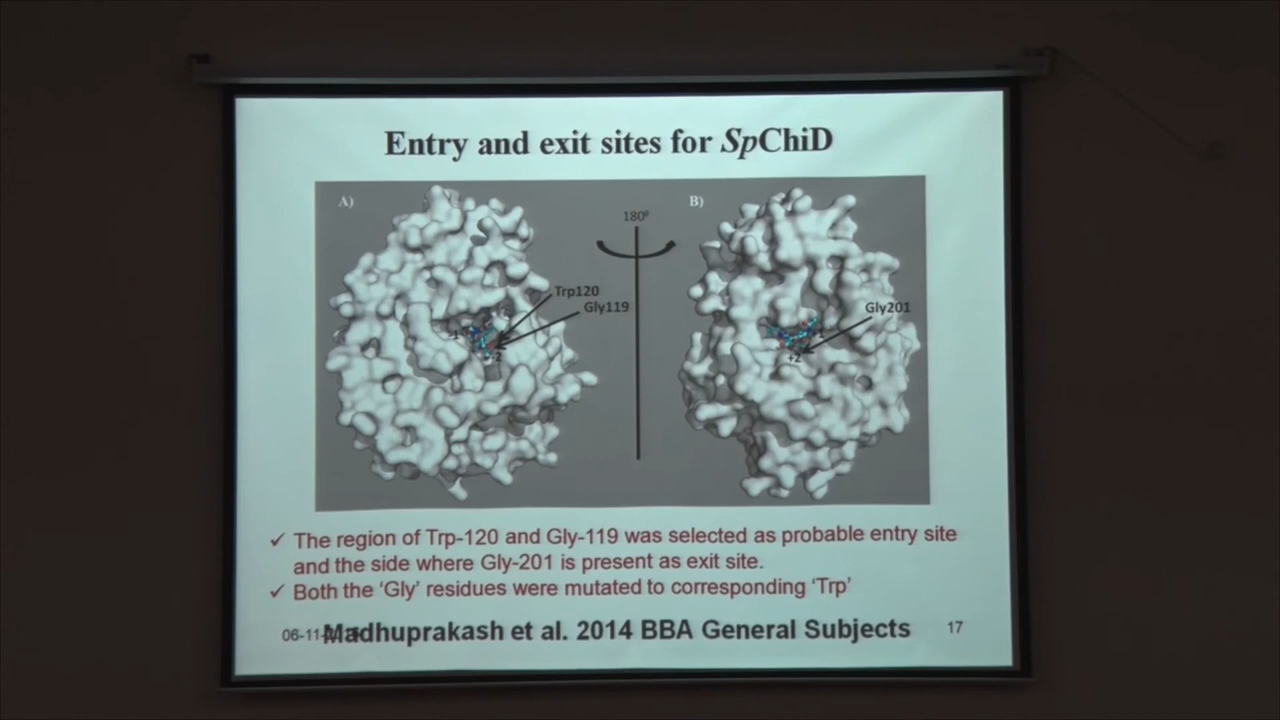 Entry and exit sites for SpChiD
A)
180⁰
B)
Trp120
Gly119
Gly201
+2
✓ The region of Trp-120 and Gly-119 was selected as probable entry site
and the side where Gly-201 is present as exit site.
✓ Both the ‘Gly’ residues were mutated to corresponding ‘Trp’
06-11- Madhuprakash et al. 2014 BBA General Subjects 17